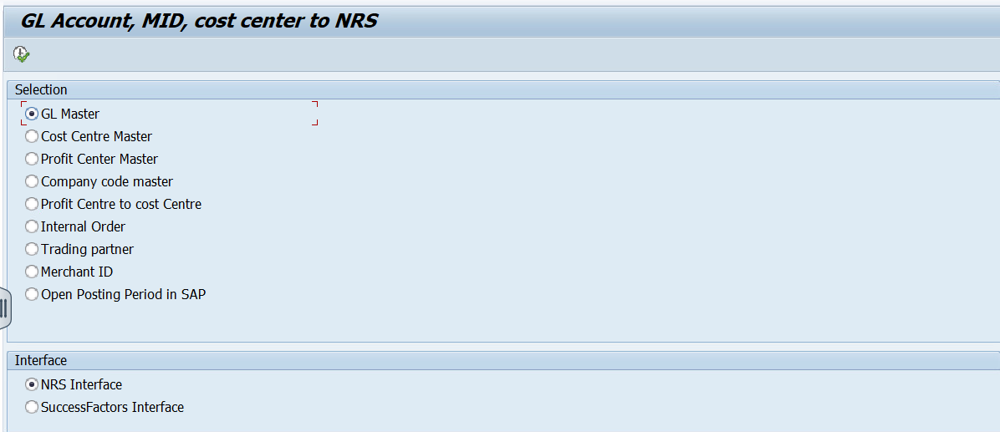 GL Account, MID, cost center to NRS
Selection
GL Master
Cost Centre Master
Profit Center Master
Company code master
Profit Centre to cost Centre
Internal Order
Trading partner
Merchant ID
Open Posting Period in SAP
Interface
NRS Interface
SuccessFactors Interface